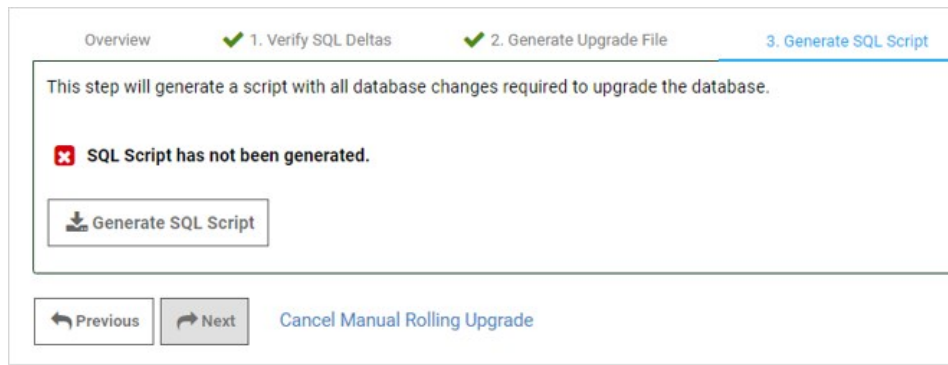 Overview 1. Verify SQL Deltas 2. Generate Upgrade File 3. Generate SQL Script
This step will generate a script with all database changes required to upgrade the database.
SQL Script has not been generated.
Generate SQL Script
Previous Next Cancel Manual Rolling Upgrade